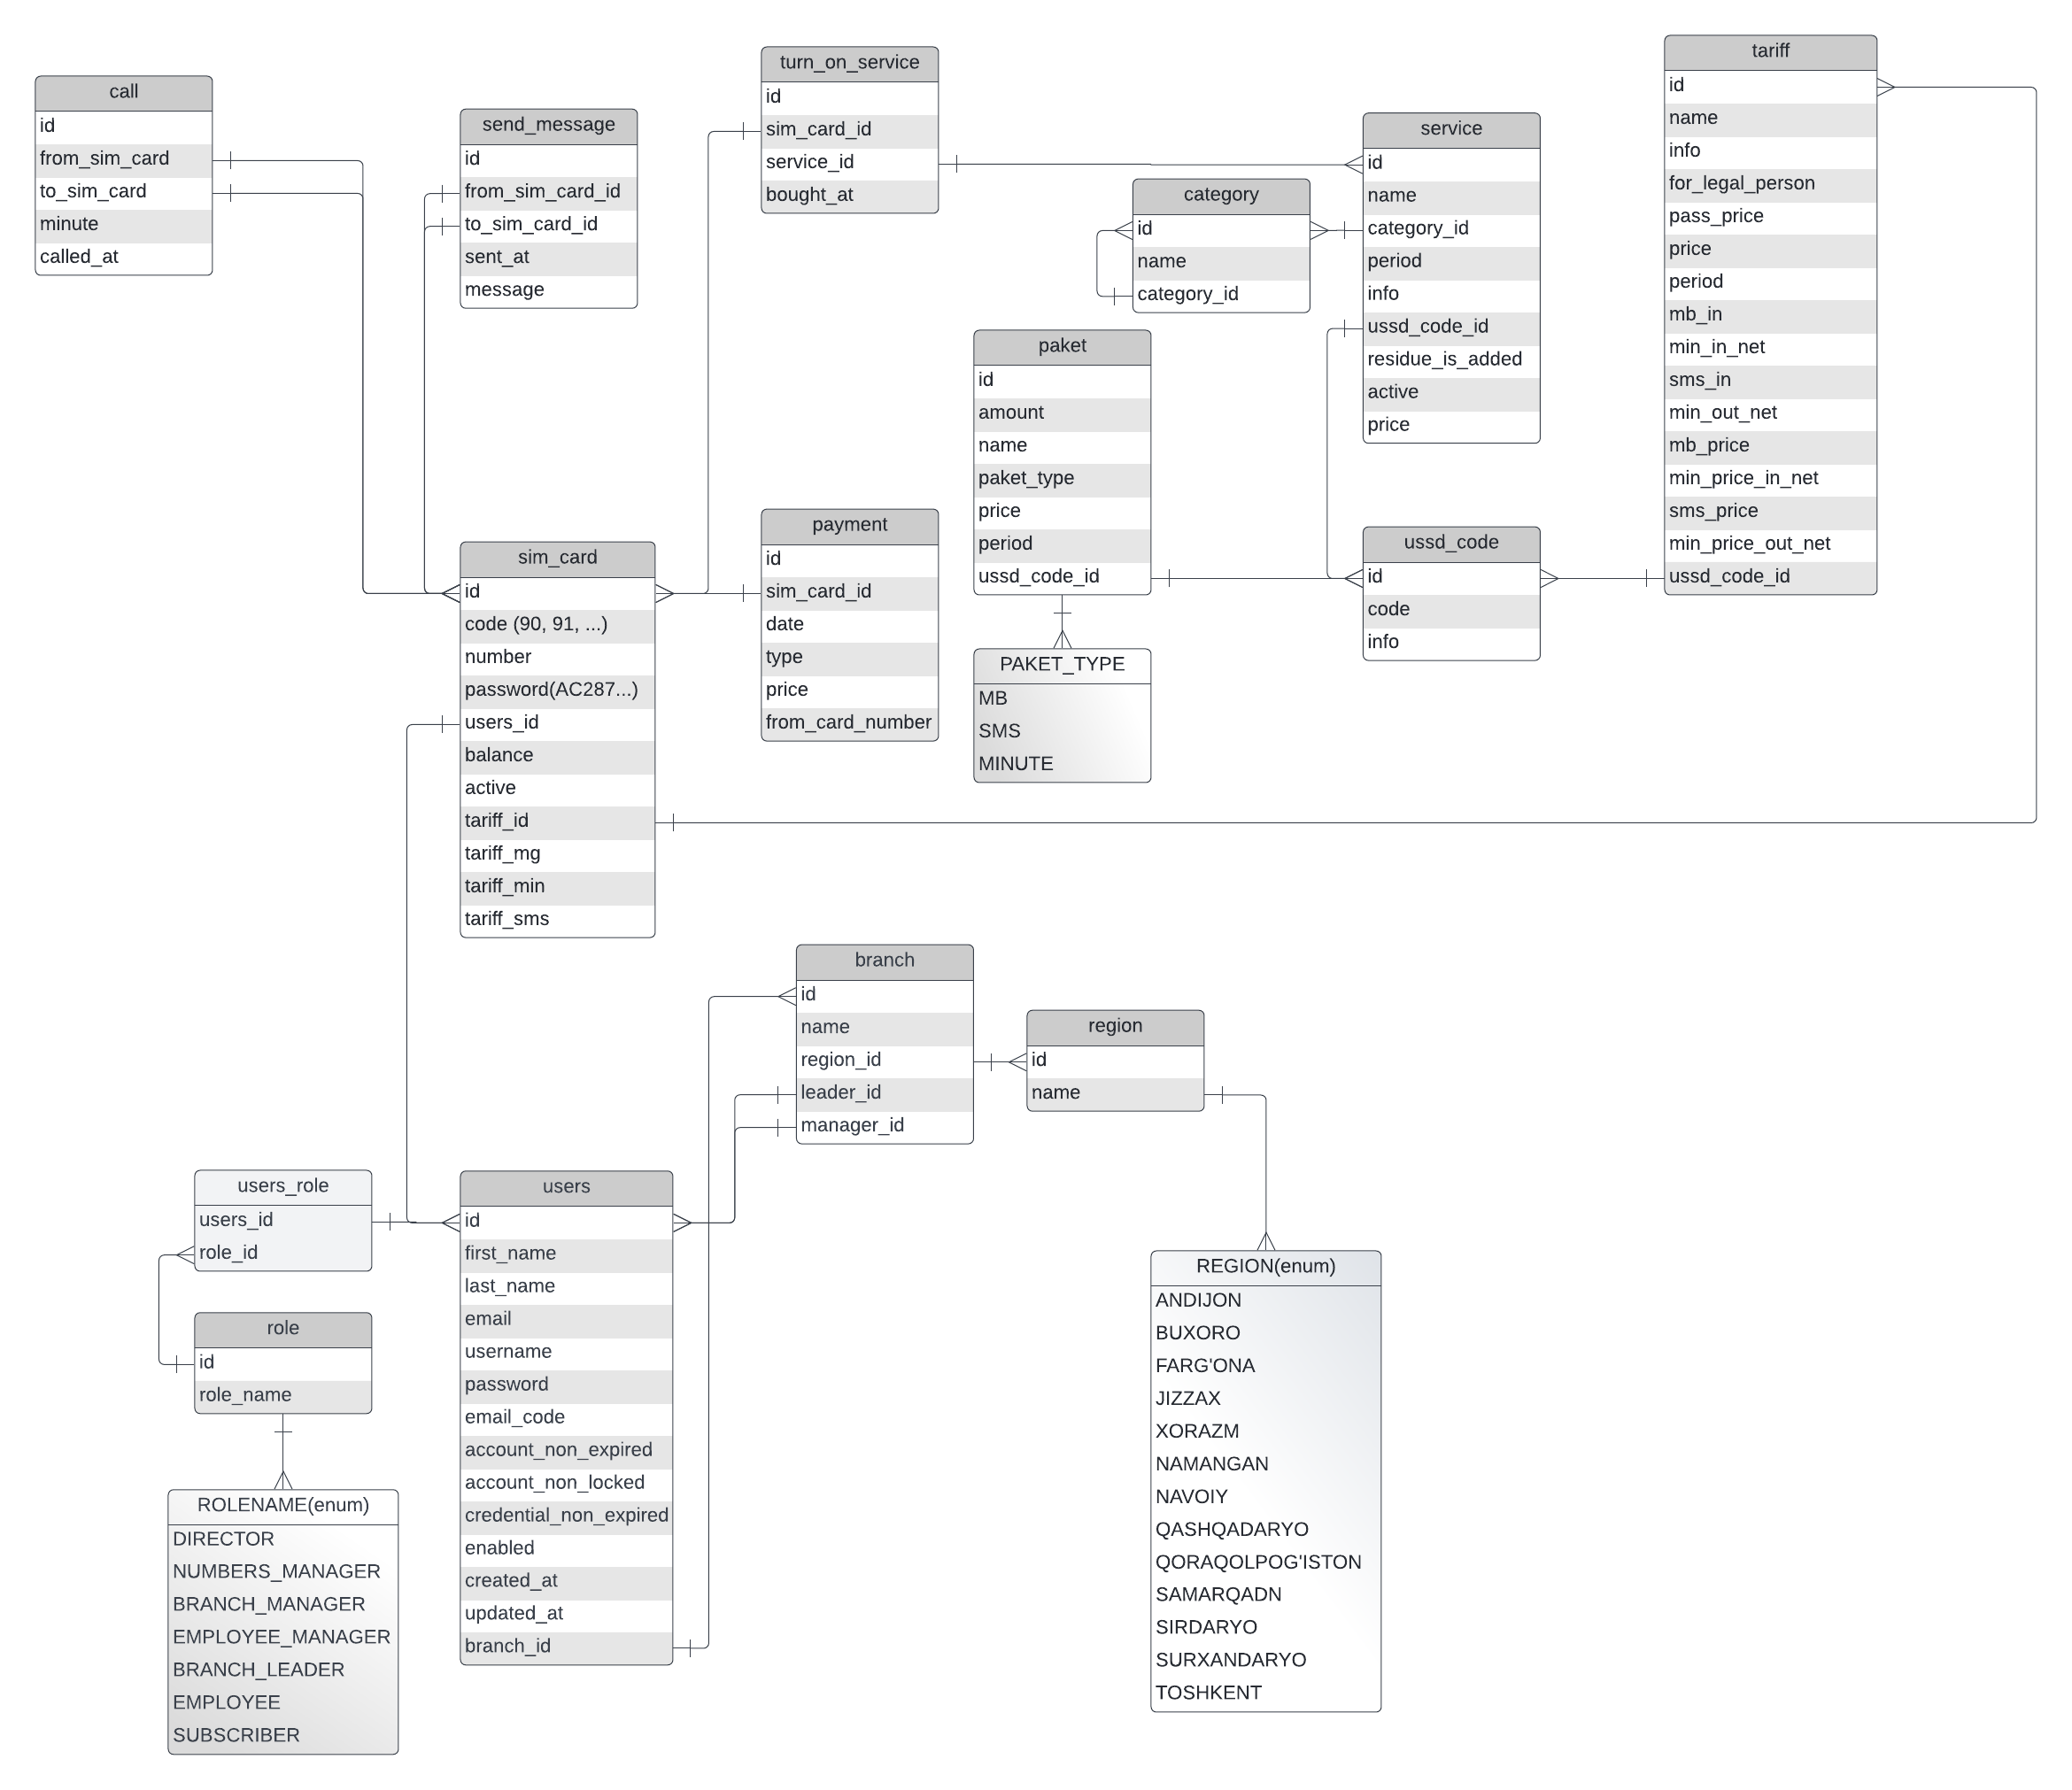 call
id
from_sim_card
to_sim_card
minute
called_at
send_message
id
from_sim_card_id
to_sim_card_id
sent_at
message
turn_on_service
id
sim_card_id
service_id
bought_at
category
id
name
category_id
service
id
name
category_id
period
info
ussd_code_id
residue_is_added
active
price
tariff
id
name
info
for_legal_person
pass_price
price
period
mb_in
min_in_net
sms_in
min_out_net
mb_price
min_price_in_net
sms_price
min_price_out_net
ussd_code_id
paket
id
amount
name
paket_type
price
period
ussd_code_id
PAKET_TYPE
MB
SMS
MINUTE
ussd_code
id
code
info
payment
id
sim_card_id
date
type
price
from_card_number
sim_card
id
code (90, 91, ...)
number
password(AC287...)
users_id
balance
active
tariff_id
tariff_mg
tariff_min
tariff_sms
branch
id
name
region_id
leader_id
manager_id
region
id
name
users_role
users_id
role_id
role
id
role_name
ROLENAME(enum)
DIRECTOR
NUMBERS_MANAGER
BRANCH_MANAGER
EMPLOYEE_MANAGER
BRANCH_LEADER
EMPLOYEE
SUBSCRIBER
users
id
first_name
last_name
email
username
password
email_code
account_non_expired
account_non_locked
credential_non_expired
enabled
created_at
updated_at
branch_id
REGION(enum)
ANDIJON
BUXORO
FARG'ONA
JIZZAX
XORAZM
NAMANGAN
NAVOIY
QASHQADARYO
QORAQOLPOG'ISTON
SAMARQADN
SIRDARYO
SURXANDARYO
TOSHKENT